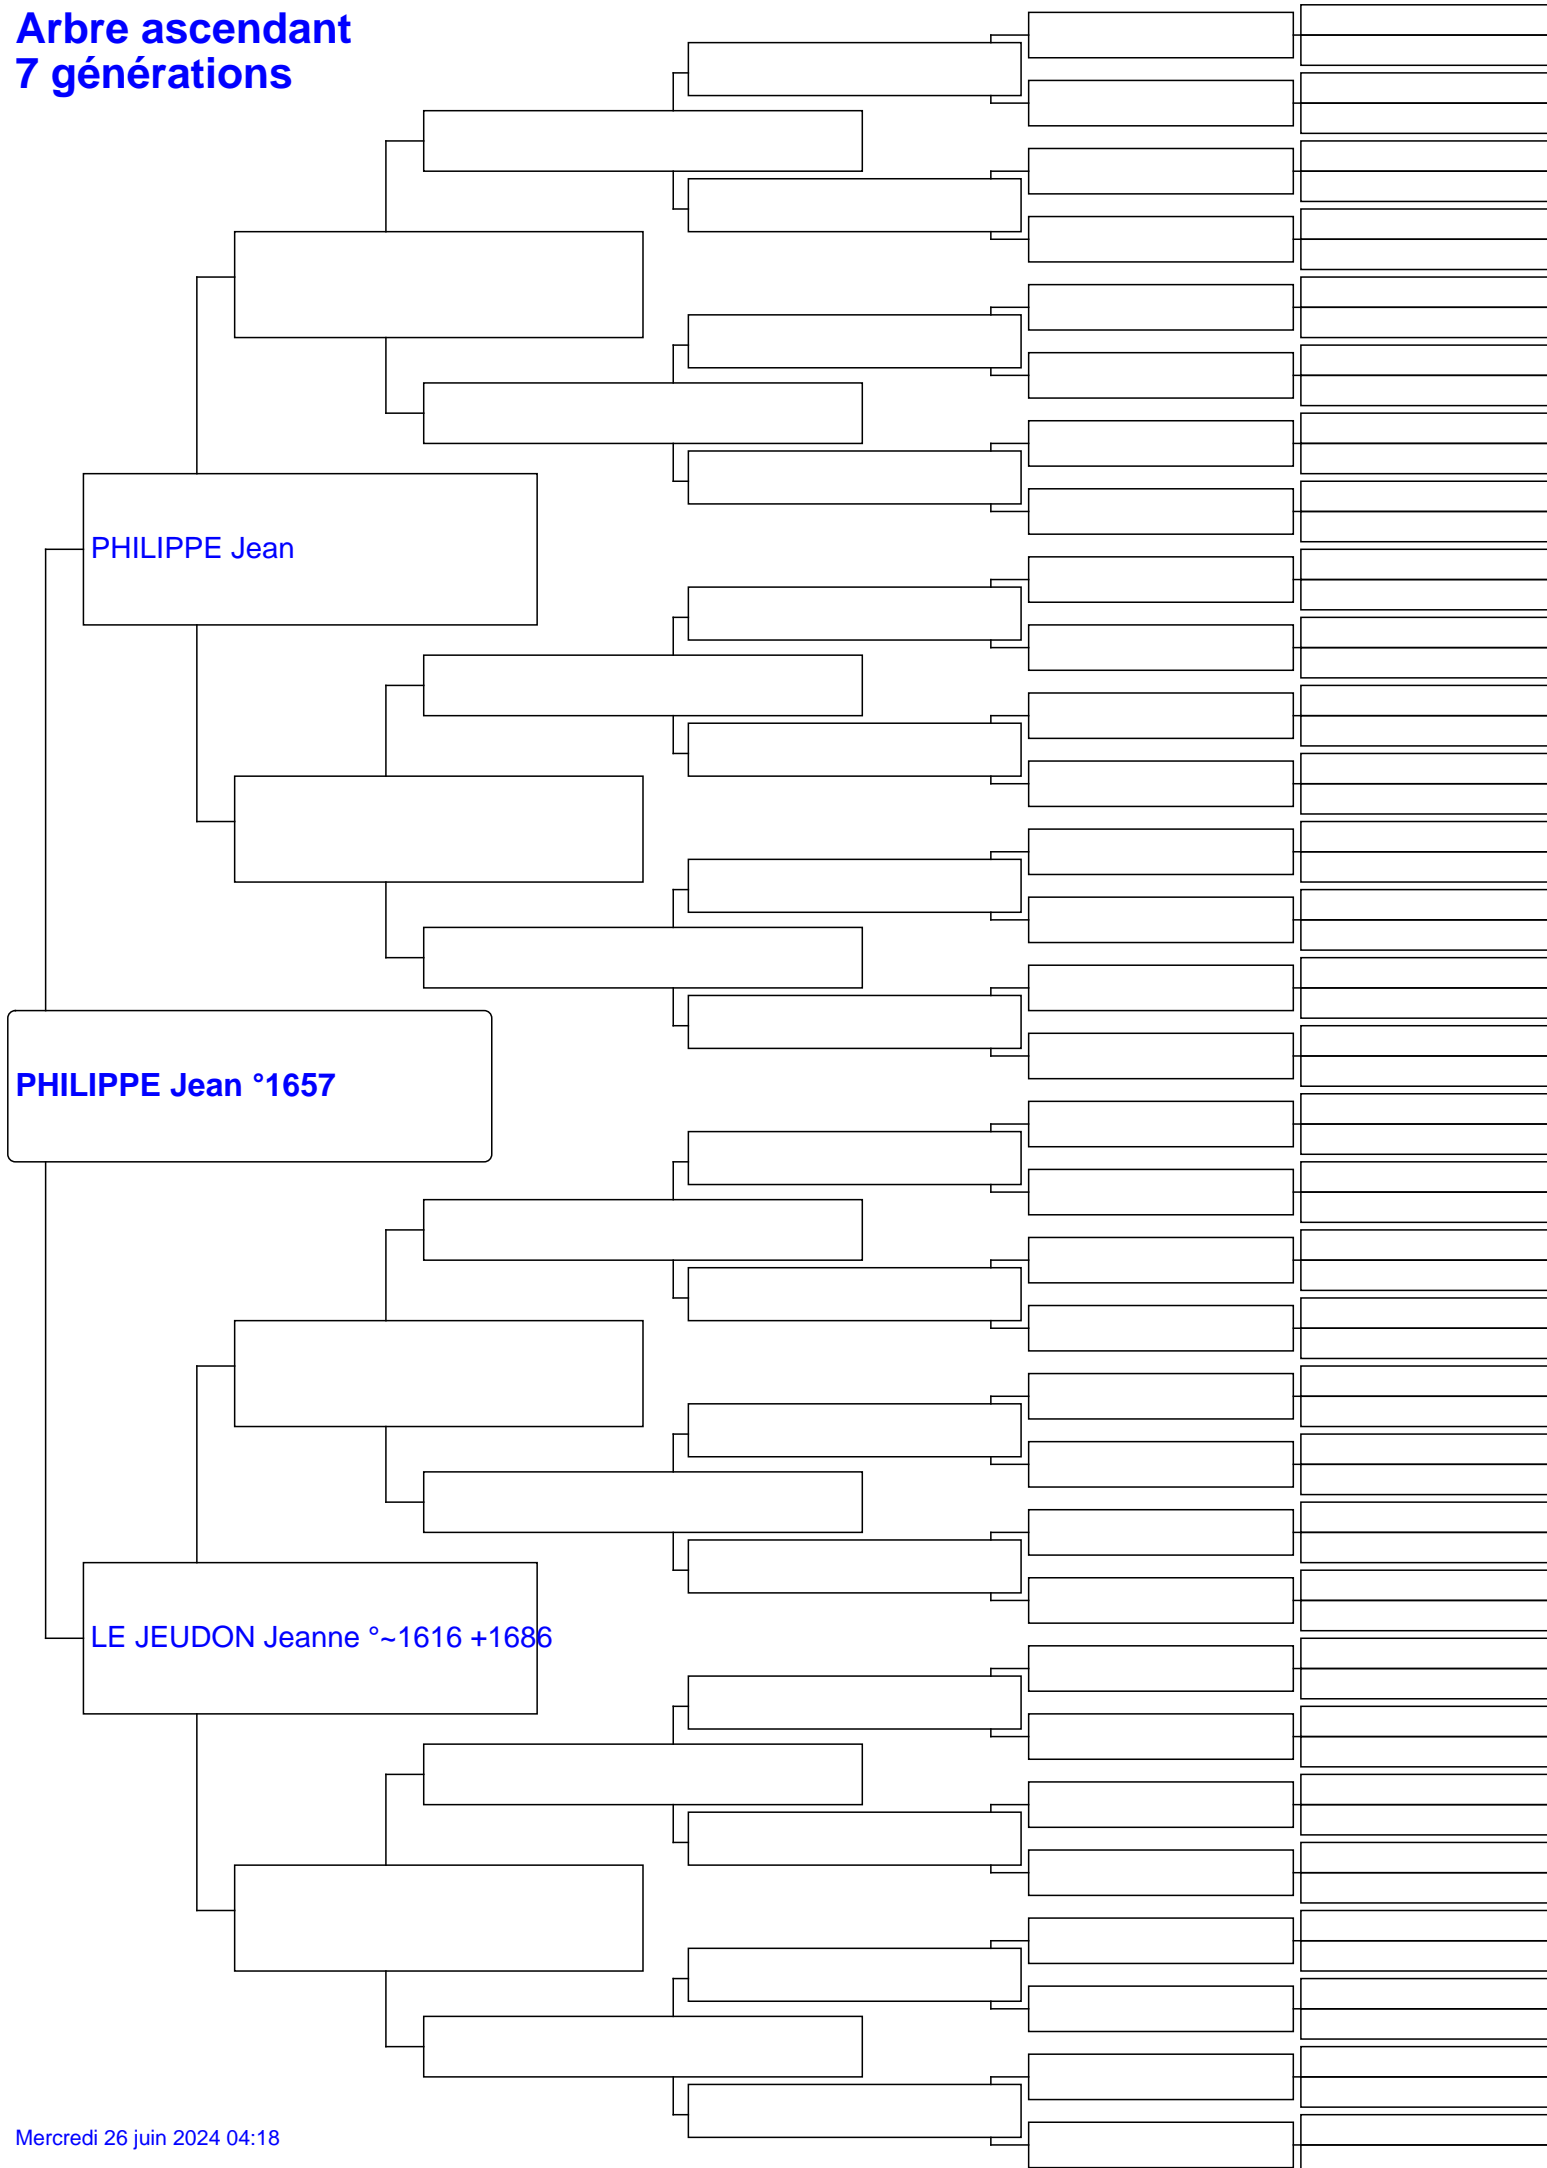 Arbre ascendant
7 générations
PHILIPPE Jean
PHILIPPE Jean °1657
LE JEUDON Jeanne °~1616 +1686
Mercredi 26 juin 2024 04:18